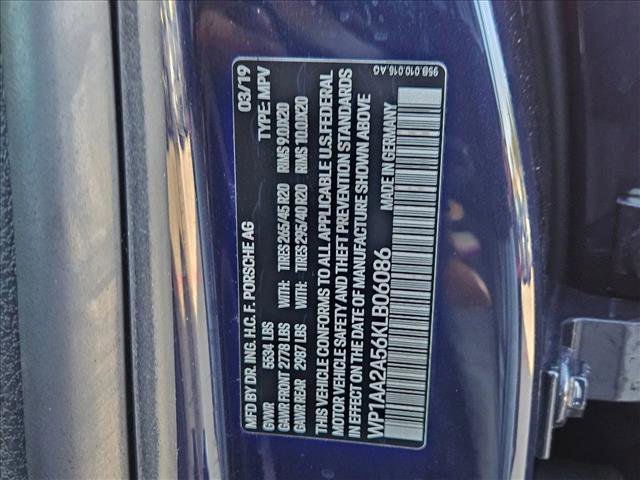 MFD BY DR. ING. H.C. F. PORSCHE AG 03/19
GVWR 5534 LBS TYPE: MPV
GAWR FRONT 2778 LBS WITH: TIRES 265/45 R20 RIMS 9.0JX20
GAWR REAR 2987 LBS WITH: TIRES 295/40 R20 RIMS 10.0JX20
THIS VEHICLE CONFORMS TO ALL APPLICABLE U.S. FEDERAL
MOTOR VEHICLE SAFETY AND THEFT PREVENTION STANDARDS
IN EFFECT ON THE DATE OF MANUFACTURE SHOWN ABOVE
WP1AA2A56KLB06086 MADE IN GERMANY
95B.010.016.AG